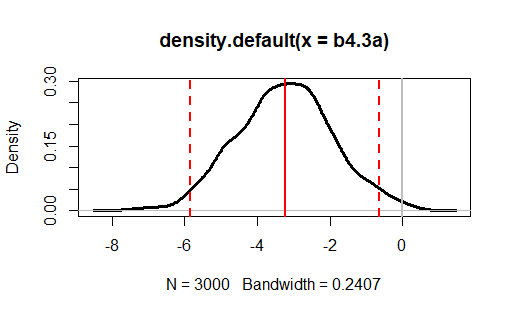 density.default(x = b4.3a)
Density
0.30
0.15
0.00
-8
-6
-4
-2
0
N = 3000 Bandwidth = 0.2407